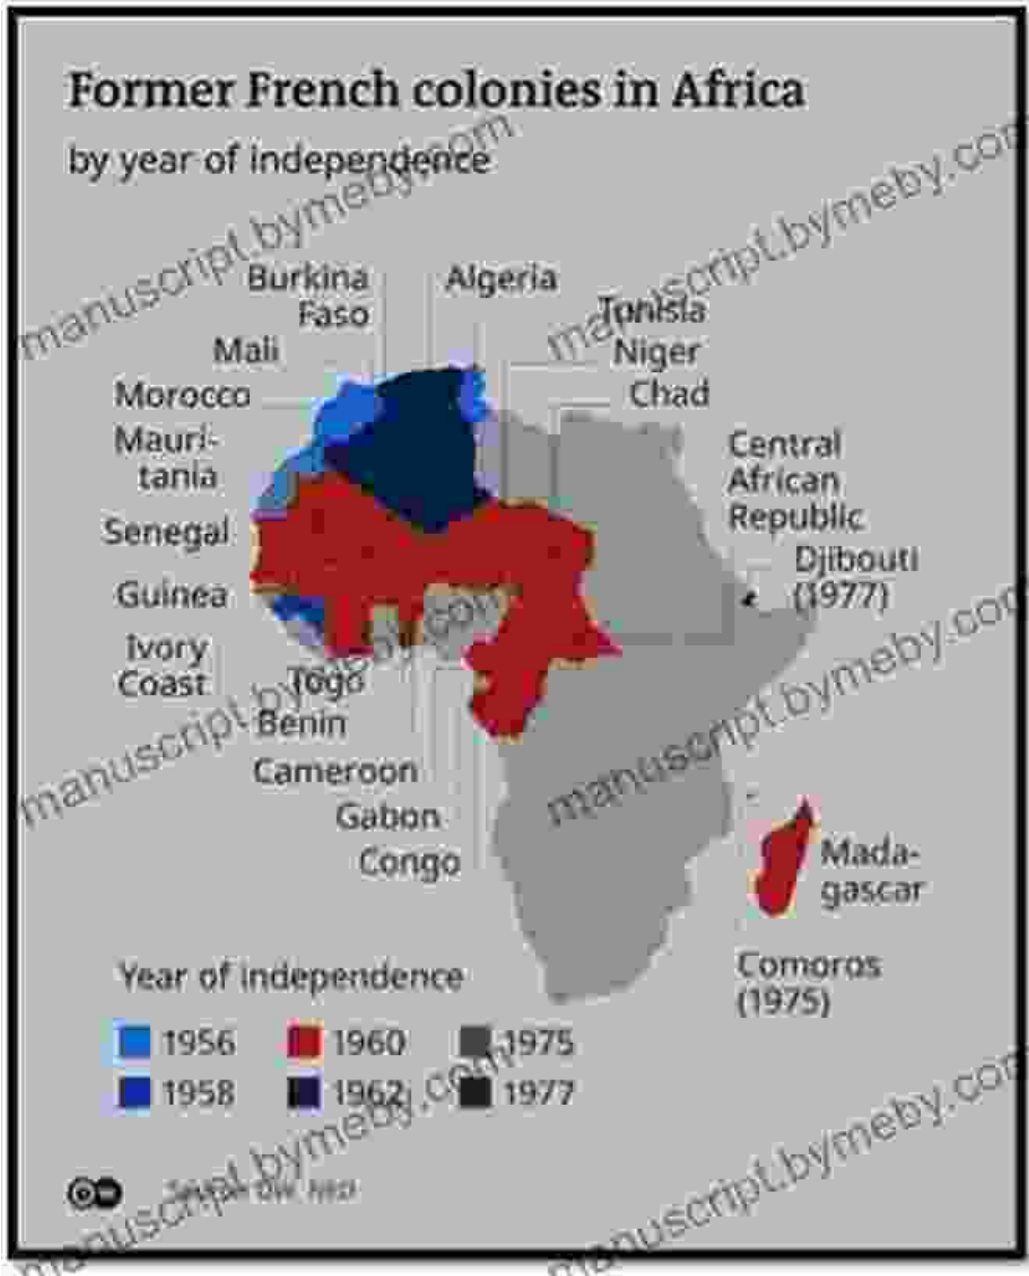 Former French colonies in Africa
by year of independence
Burkina
Faso
Algeria
Tunisia
Mali
Niger
Morocco
Chad
Mauri-
tania
Central
African
Republic
Senegal
Djibouti
(1977)
Guinea
Ivory
Coast
Togo
Benin
Cameroon
Gabon
Congo
Mada-
gascar
Comoros
(1975)
Year of independence
1956 1960 1975
1958 1962 1977
manuscript.bymeby.com
manuscript.bymeby.com
manuscript.bymeby.com
manuscript.bymeby.com
manuscript.bymeby.com
manuscript.bymeby.com